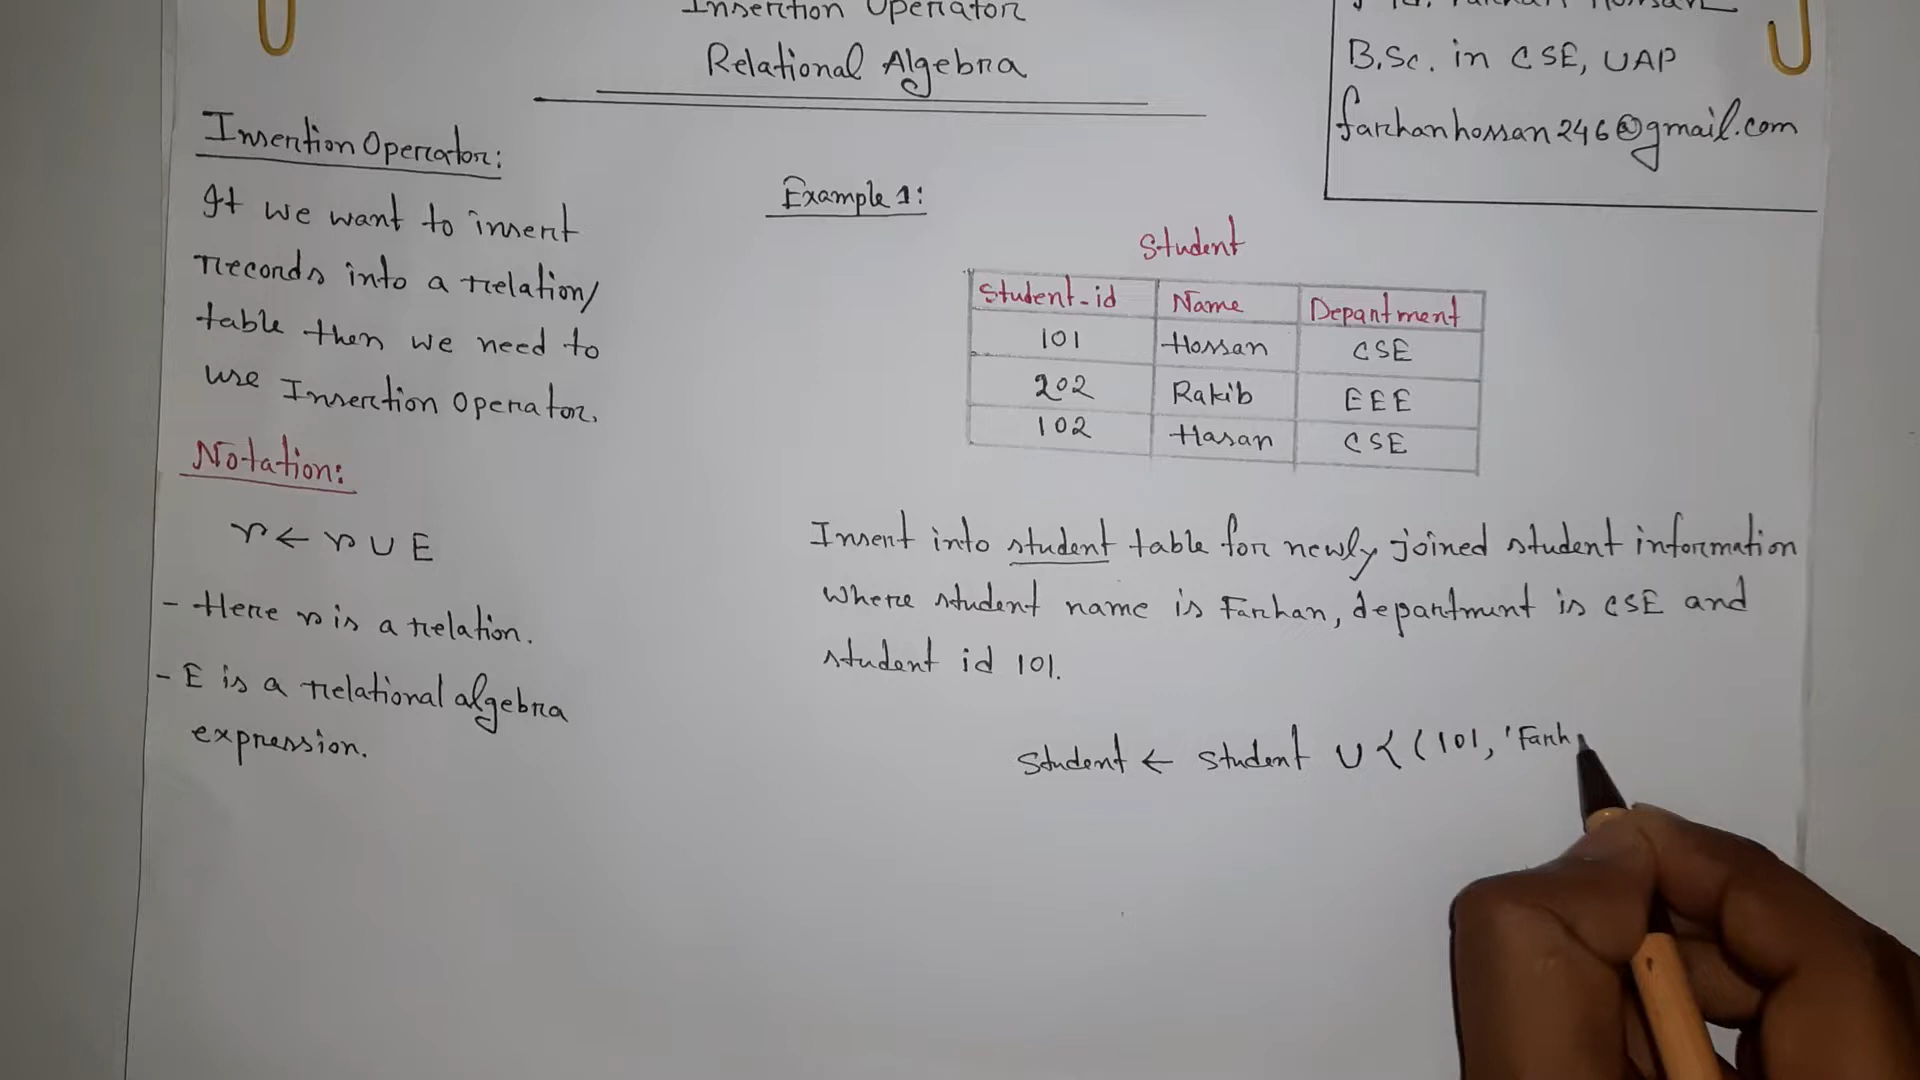 Insertion Operator
Relational Algebra
B.Sc. in CSE, UAP
farhanhossan246@gmail.com
Insertion Operator:
If we want to insert
records into a relation/
table then we need to
use Insertion Operator.
Notation:
r ← r ∪ E
- Here r is a relation.
- E is a relational algebra
expression.
Example 1:
Student
Student-id Name Department
101 Hossan CSE
202 Rakib EEE
102 Hasan CSE
Insert into student table for newly joined student information
where student name is Farhan, department is CSE and
student id 101.
Student ← Student ∪ { (101, 'Farh